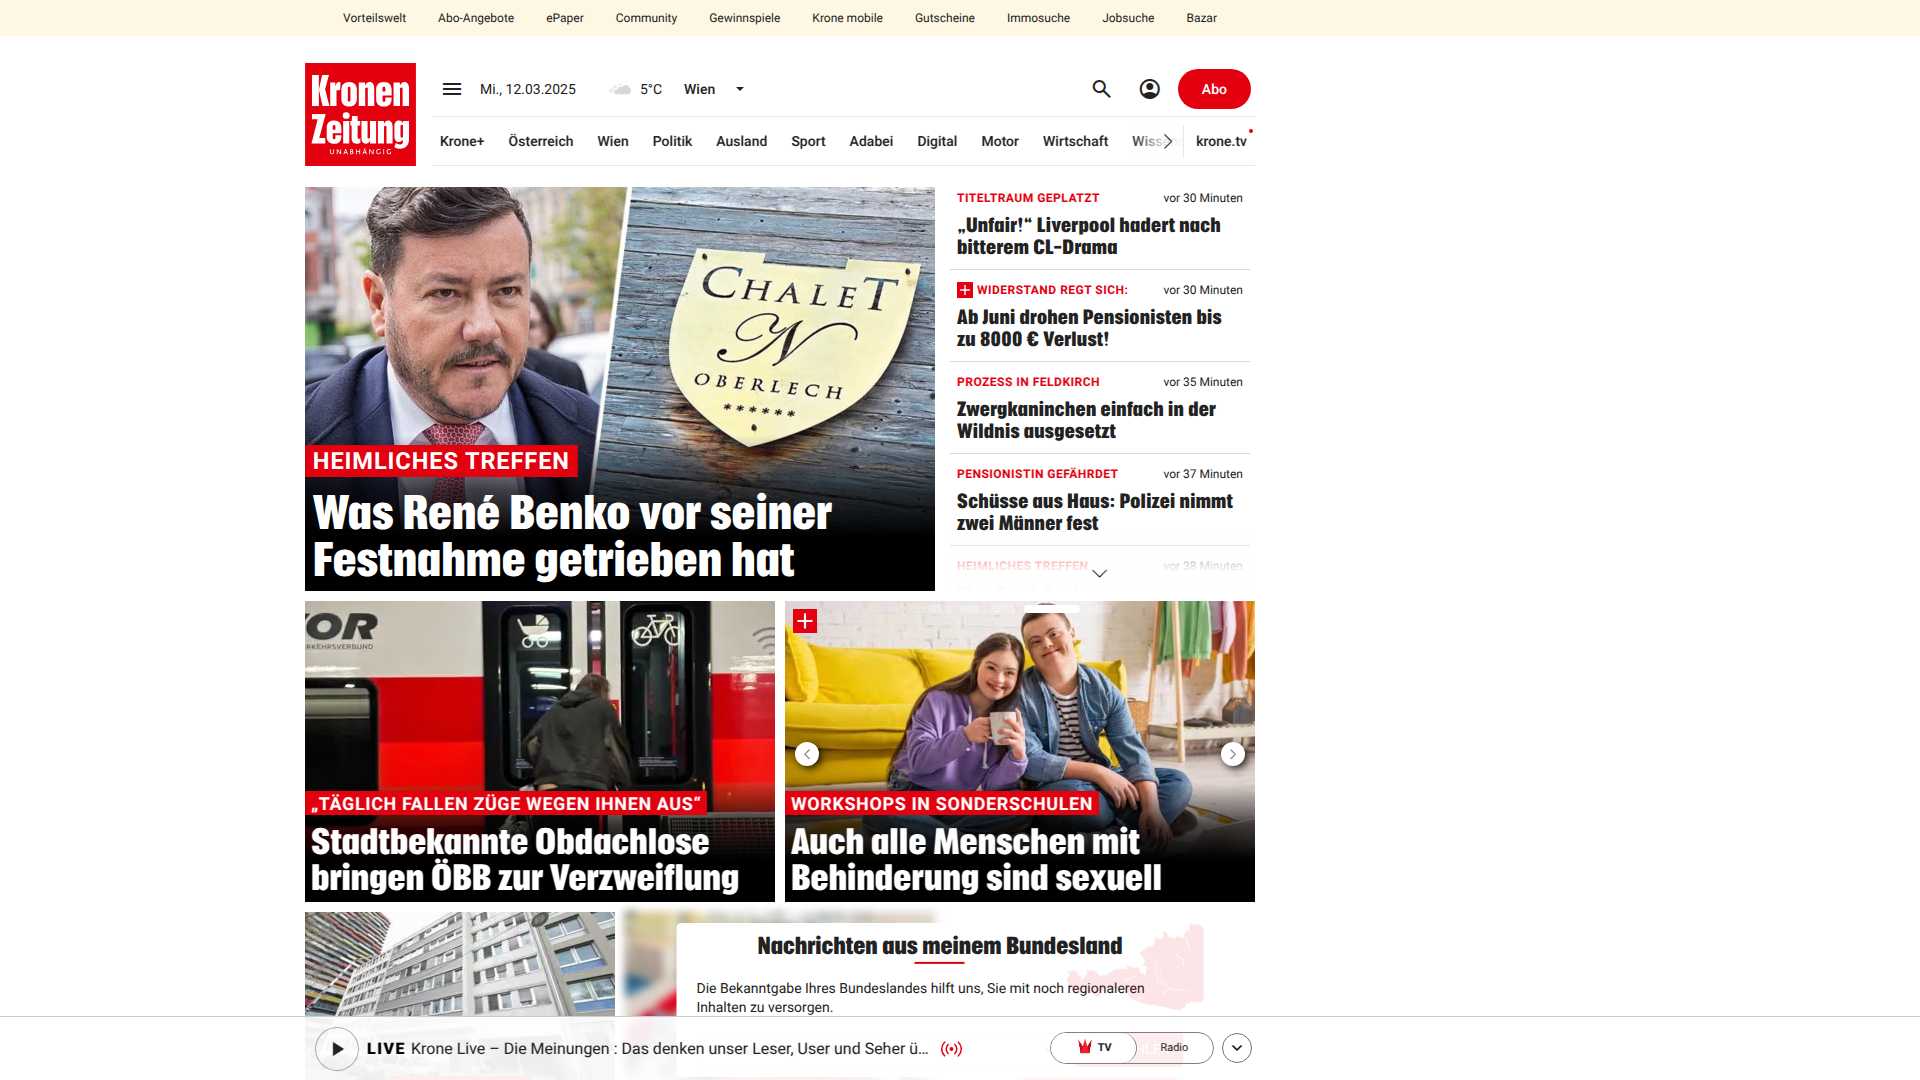 Vorteilswelt Abo-Angebote ePaper Community Gewinnspiele Krone mobile Gutscheine Immosuche Jobsuche Bazar
Kronen
Zeitung
UNABHÄNGIG
Mi., 12.03.2025 5°C Wien
Abo
Krone+ Österreich Wien Politik Ausland Sport Adabei Digital Motor Wirtschaft Wiss krone.tv
CHALET
N
OBERLECH
******
HEIMLICHES TREFFEN
Was René Benko vor seiner
Festnahme getrieben hat
TITELTRAUM GEPLATZT vor 30 Minuten
„Unfair!“ Liverpool hadert nach
bitterem CL-Drama
WIDERSTAND REGT SICH: vor 30 Minuten
Ab Juni drohen Pensionisten bis
zu 8000 € Verlust!
PROZESS IN FELDKIRCH vor 35 Minuten
Zwergkaninchen einfach in der
Wildnis ausgesetzt
PENSIONISTIN GEFÄHRDET vor 37 Minuten
Schüsse aus Haus: Polizei nimmt
zwei Männer fest
HEIMLICHES TREFFEN vor 38 Minuten
OR
RKEHRSVERBUND
„TÄGLICH FALLEN ZÜGE WEGEN IHNEN AUS“
Stadtbekannte Obdachlose
bringen ÖBB zur Verzweiflung
WORKSHOPS IN SONDERSCHULEN
Auch alle Menschen mit
Behinderung sind sexuell
Nachrichten aus meinem Bundesland
Die Bekanntgabe Ihres Bundeslandes hilft uns, Sie mit noch regionaleren
Inhalten zu versorgen.
LIVE Krone Live – Die Meinungen : Das denken unser Leser, User und Seher ü...
TV Radio